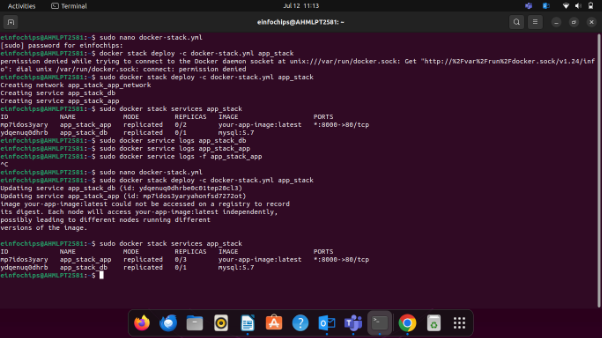 Activities Terminal Jul 12 11:13
einfochips@AHMLPT2581: ~
einfochips@AHMLPT2581:~$ sudo nano docker-stack.yml
[sudo] password for einfochips:
einfochips@AHMLPT2581:~$ docker stack deploy -c docker-stack.yml app_stack
permission denied while trying to connect to the Docker daemon socket at unix:///var/run/docker.sock: Get "http://%2Fvar%2Frun%2Fdocker.sock/v1.24/inf
o": dial unix /var/run/docker.sock: connect: permission denied
einfochips@AHMLPT2581:~$ sudo docker stack deploy -c docker-stack.yml app_stack
Creating network app_stack_app_network
Creating service app_stack_db
Creating service app_stack_app
einfochips@AHMLPT2581:~$ sudo docker stack services app_stack
ID NAME MODE REPLICAS IMAGE PORTS
mp7idos3yary app_stack_app replicated 0/2 your-app-image:latest *:8000->80/tcp
ydqenuq0dhrb app_stack_db replicated 0/1 mysql:5.7
einfochips@AHMLPT2581:~$ sudo docker service logs app_stack_db
einfochips@AHMLPT2581:~$ sudo docker service logs app_stack_app
einfochips@AHMLPT2581:~$ sudo docker service logs -f app_stack_app
^C
einfochips@AHMLPT2581:~$ sudo nano docker-stack.yml
einfochips@AHMLPT2581:~$ sudo docker stack deploy -c docker-stack.yml app_stack
Updating service app_stack_db (id: ydqenuq0dhrbe0c01tep20cl3)
Updating service app_stack_app (id: mp7idos3yaryahonfsd7272ot)
image your-app-image:latest could not be accessed on a registry to record
its digest. Each node will access your-app-image:latest independently,
possibly leading to different nodes running different
versions of the image.
einfochips@AHMLPT2581:~$ sudo docker stack services app_stack
ID NAME MODE REPLICAS IMAGE PORTS
mp7idos3yary app_stack_app replicated 0/3 your-app-image:latest *:8000->80/tcp
ydqenuq0dhrb app_stack_db replicated 0/1 mysql:5.7
einfochips@AHMLPT2581:~$